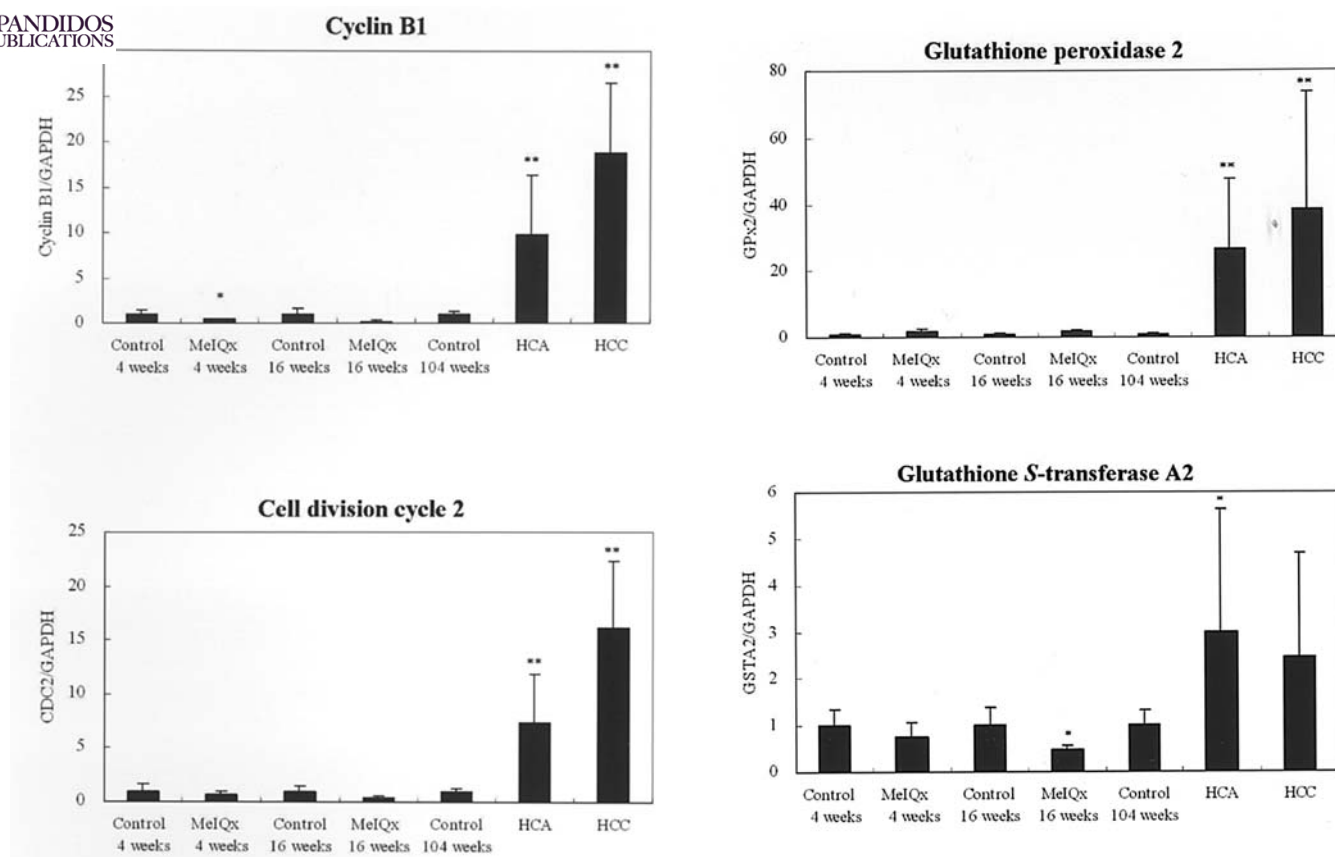 PANDIDOS
UBLICATIONS
Cyclin B1
Cyclin B1/GAPDH
25
20
15
10
5
0
*
**
**
Control
4 weeks
MeIQx
4 weeks
Control
16 weeks
MeIQx
16 weeks
Control
104 weeks
HCA
HCC
Glutathione peroxidase 2
GPx2/GAPDH
80
60
40
20
0
**
**
Control
4 weeks
MeIQx
4 weeks
Control
16 weeks
MeIQx
16 weeks
Control
104 weeks
HCA
HCC
Cell division cycle 2
CDC2/GAPDH
25
20
15
10
5
0
**
**
Control
4 weeks
MeIQx
4 weeks
Control
16 weeks
MeIQx
16 weeks
Control
104 weeks
HCA
HCC
Glutathione S-transferase A2
GSTA2/GAPDH
6
5
4
3
2
1
0
*
*
Control
4 weeks
MeIQx
4 weeks
Control
16 weeks
MeIQx
16 weeks
Control
104 weeks
HCA
HCC